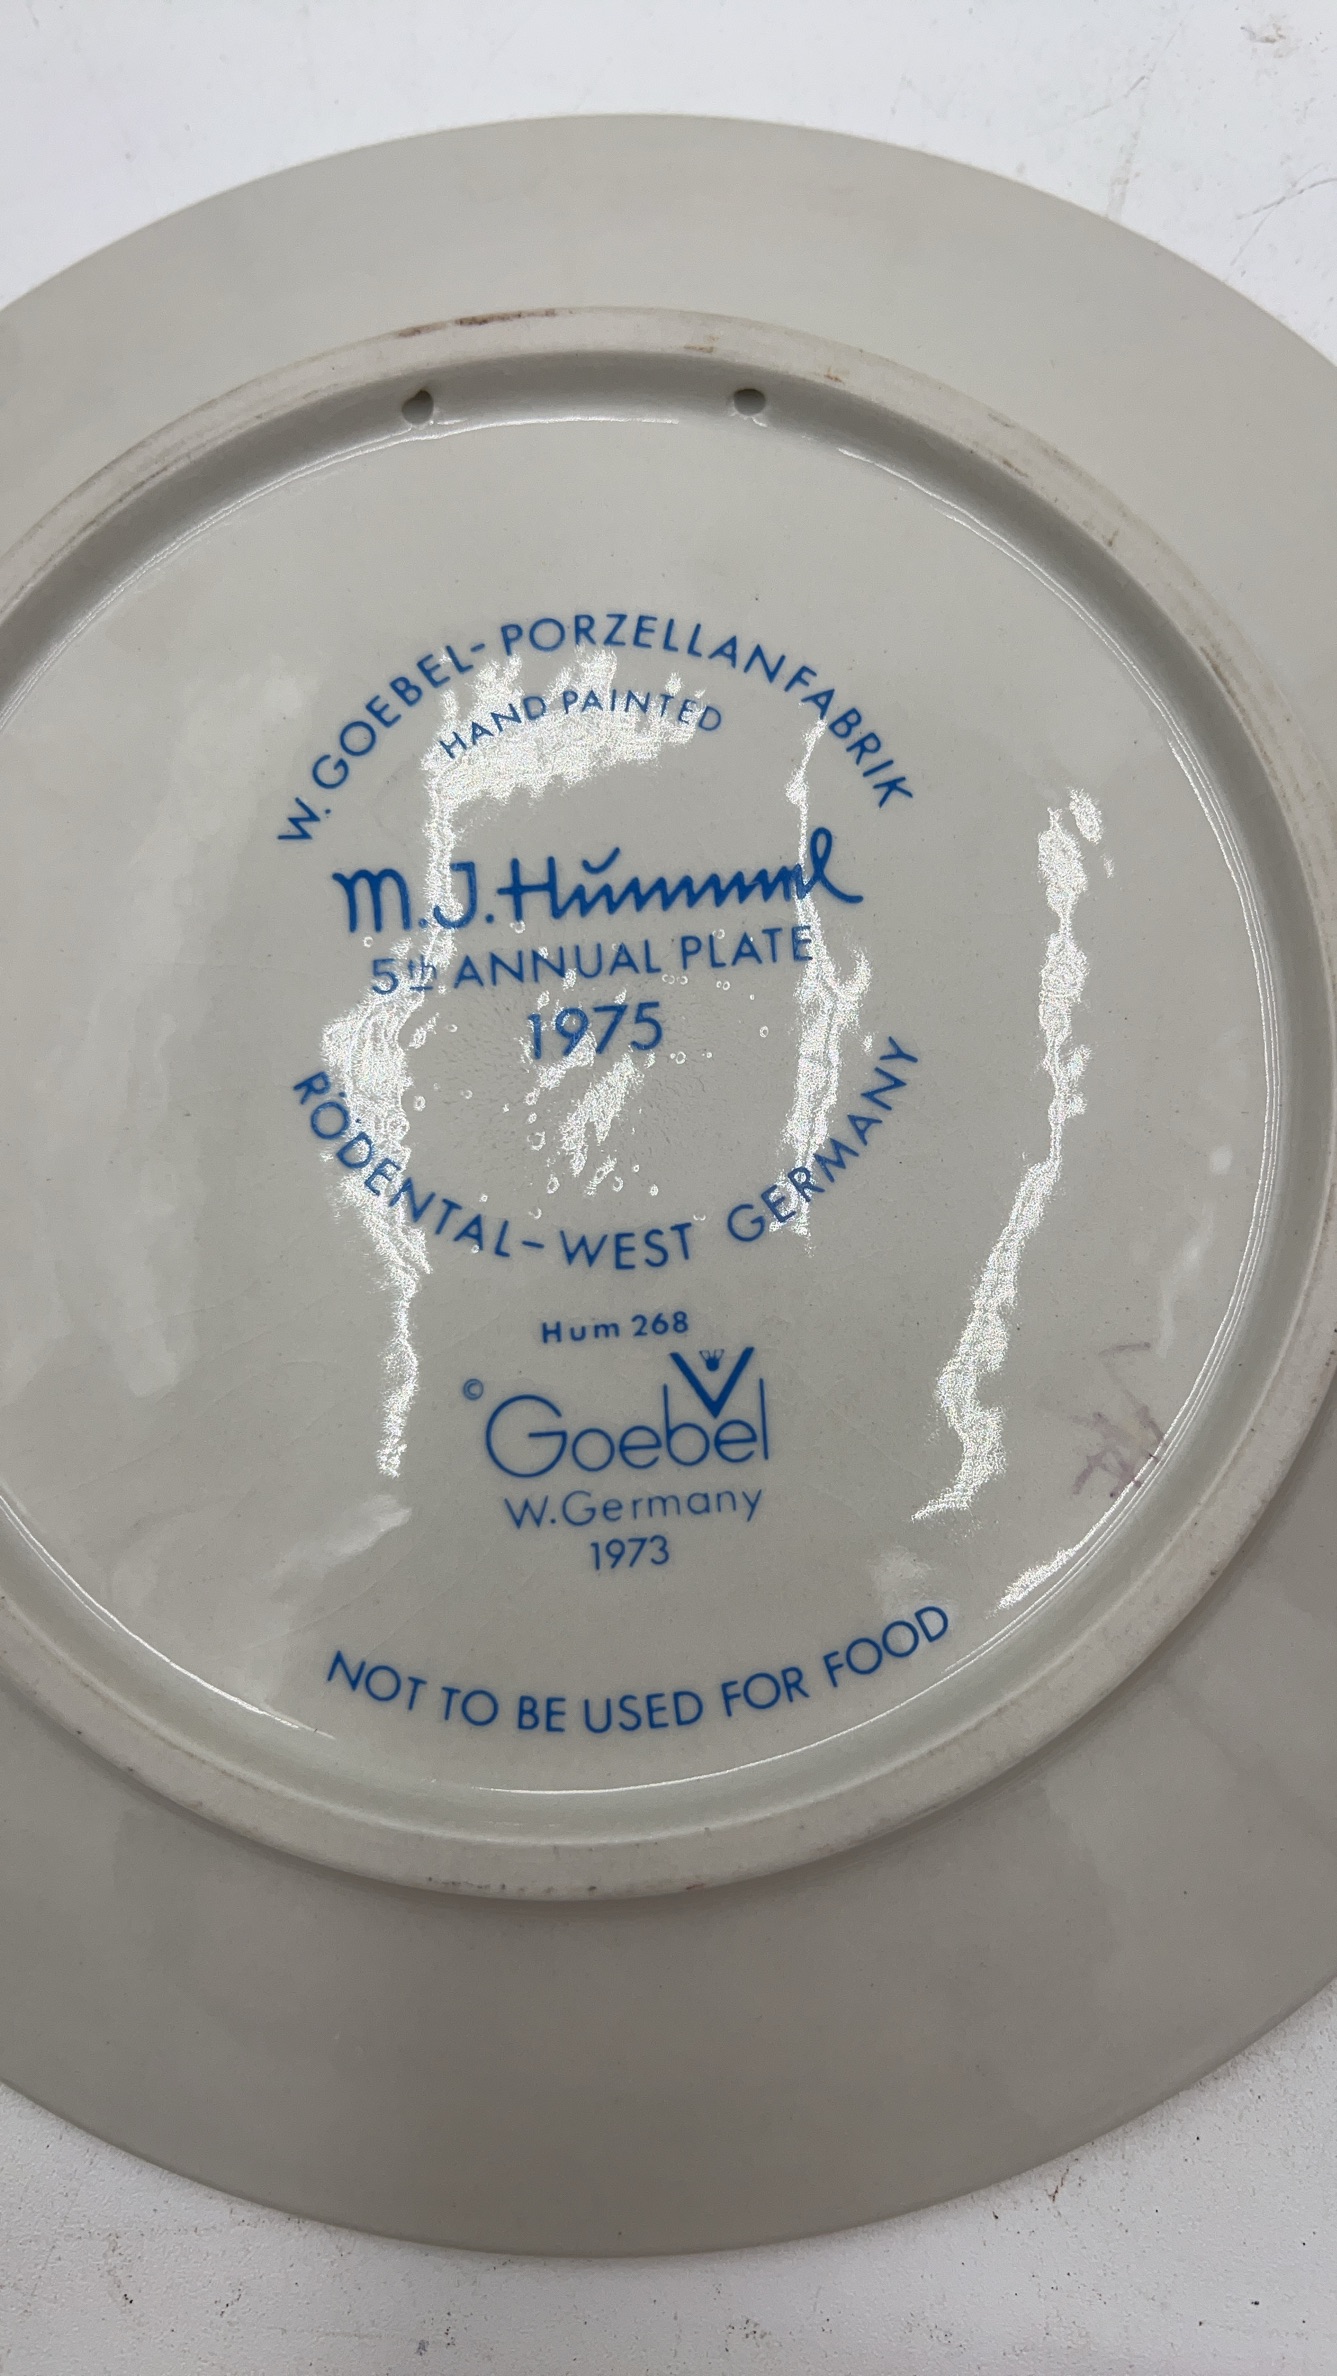 W. GOEBEL-PORZELLANFABRIK
HAND PAINTED
M.J. Hŭmmel
5th ANNUAL PLATE
1975
RÖDENTAL-WEST GERMANY
Hum 268
© Goebel
W.Germany
1973
NOT TO BE USED FOR FOOD